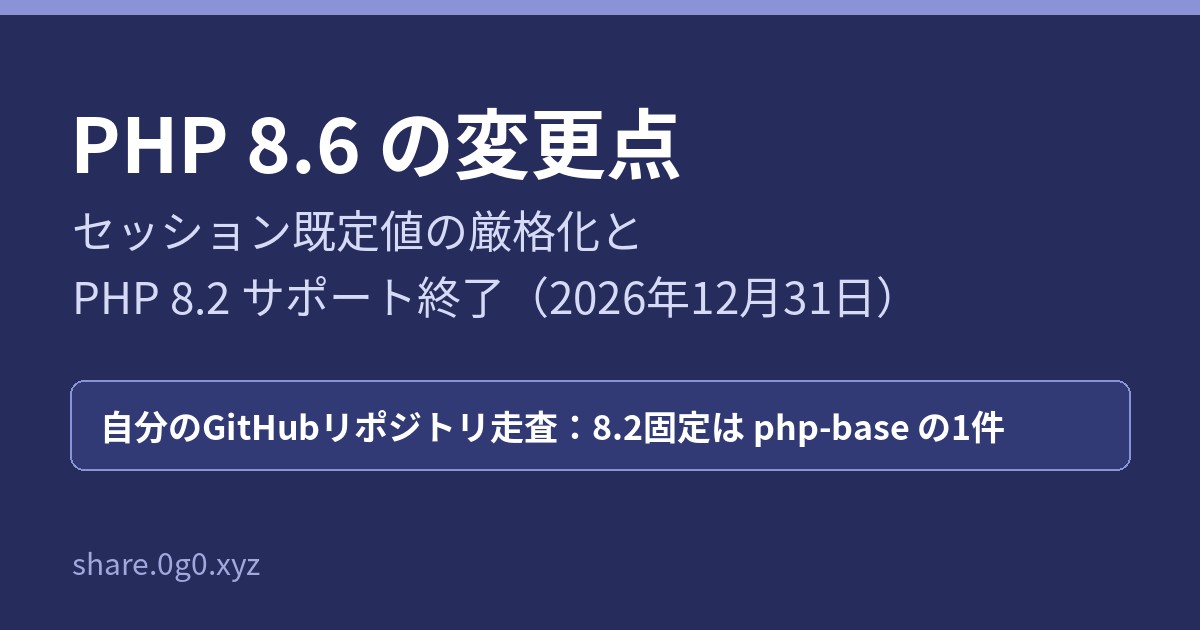 PHP 8.6 の変更点
セッション既定値の厳格化と
PHP 8.2 サポート終了（2026年12月31日）
自分のGitHubリポジトリ走査：8.2固定は php-base の1件
share.0g0.xyz